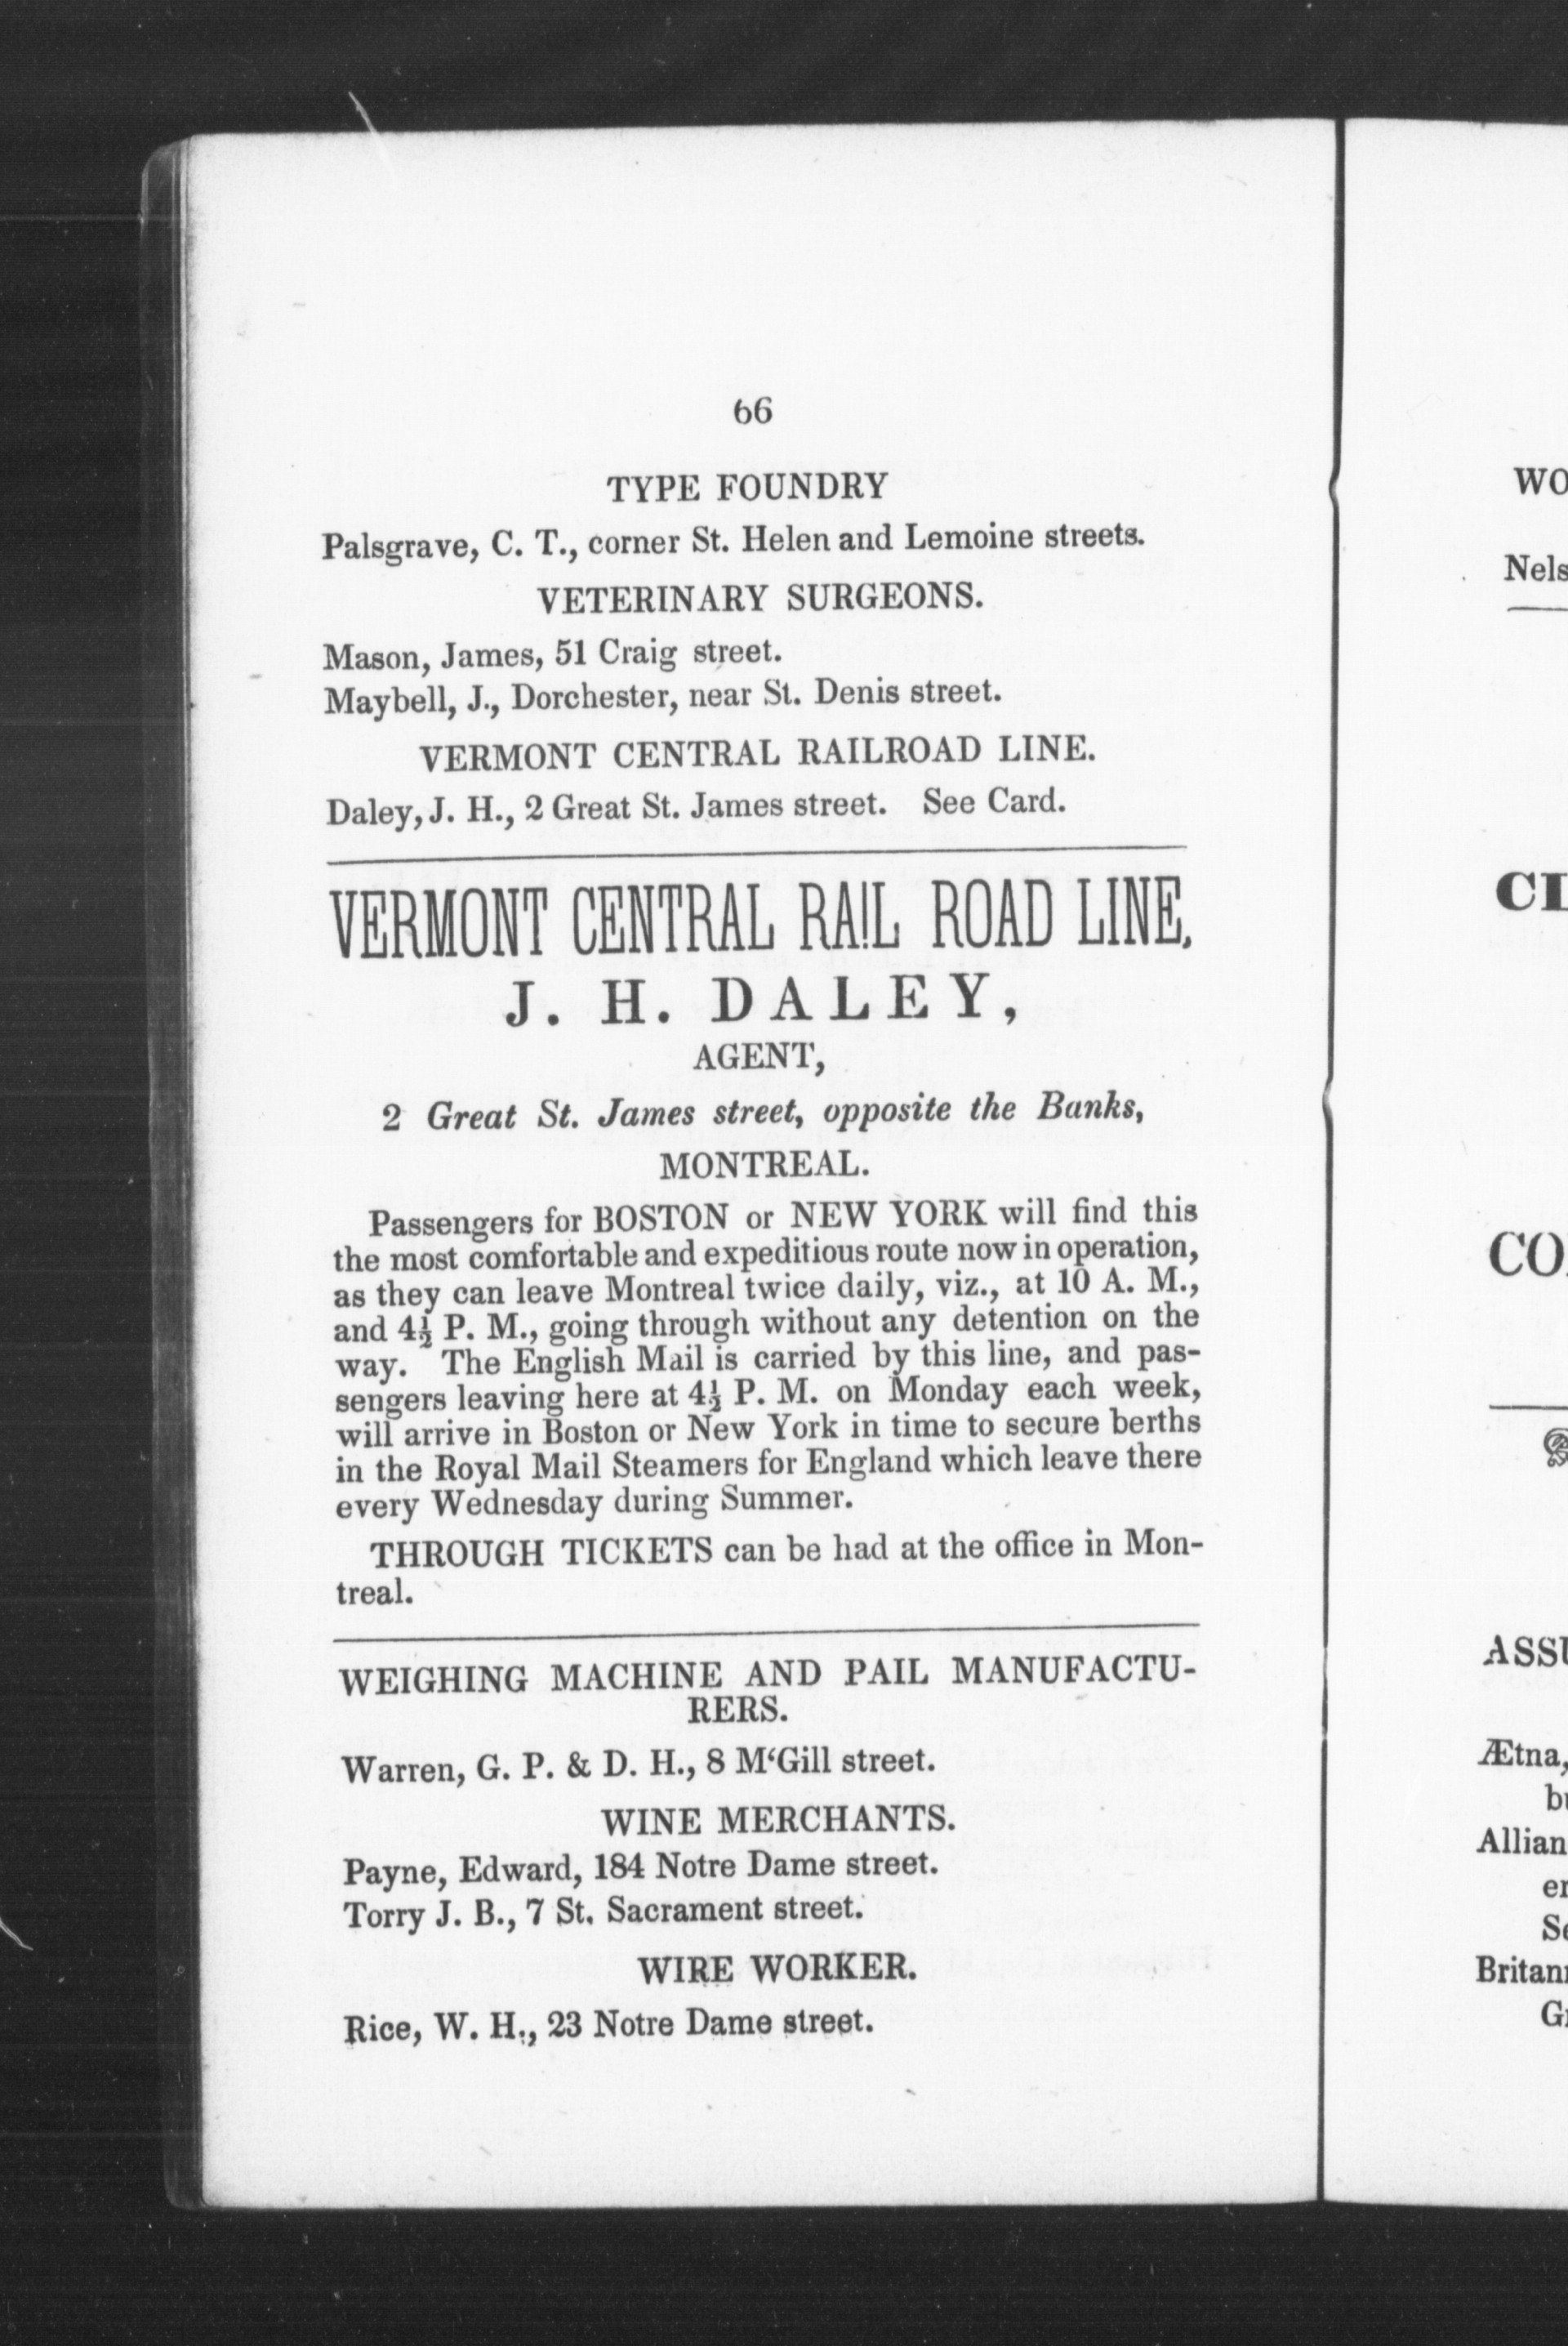 66
TYPE FOUNDRY
Palsgrave, C. T., corner St. Helen and Lemoine streets.
VETERINARY SURGEONS.
Mason, James, 51 Craig street.
Maybell, J., Dorchester, near St. Denis street.
VERMONT CENTRAL RAILROAD LINE.
Daley, J. H., 2 Great St. James street. See Card.
VERMONT CENTRAL RAIL ROAD LINE,
J. H. DALEY,
AGENT,
2 Great St. James street, opposite the Banks,
MONTREAL.
Passengers for BOSTON or NEW YORK will find this
the most comfortable and expeditious route now in operation,
as they can leave Montreal twice daily, viz., at 10 A. M.,
and 4½ P. M., going through without any detention on the
way. The English Mail is carried by this line, and pas-
sengers leaving here at 4½ P. M. on Monday each week,
will arrive in Boston or New York in time to secure berths
in the Royal Mail Steamers for England which leave there
every Wednesday during Summer.
THROUGH TICKETS can be had at the office in Mon-
treal.
WEIGHING MACHINE AND PAIL MANUFACTU-
RERS.
Warren, G. P. & D. H., 8 M‘Gill street.
WINE MERCHANTS.
Payne, Edward, 184 Notre Dame street.
Torry J. B., 7 St. Sacrament street.
WIRE WORKER.
Rice, W. H., 23 Notre Dame street.
WO
Nels
CL
CO
ASSU
Ætna,
bu
Allian
er
Se
Britann
Gr